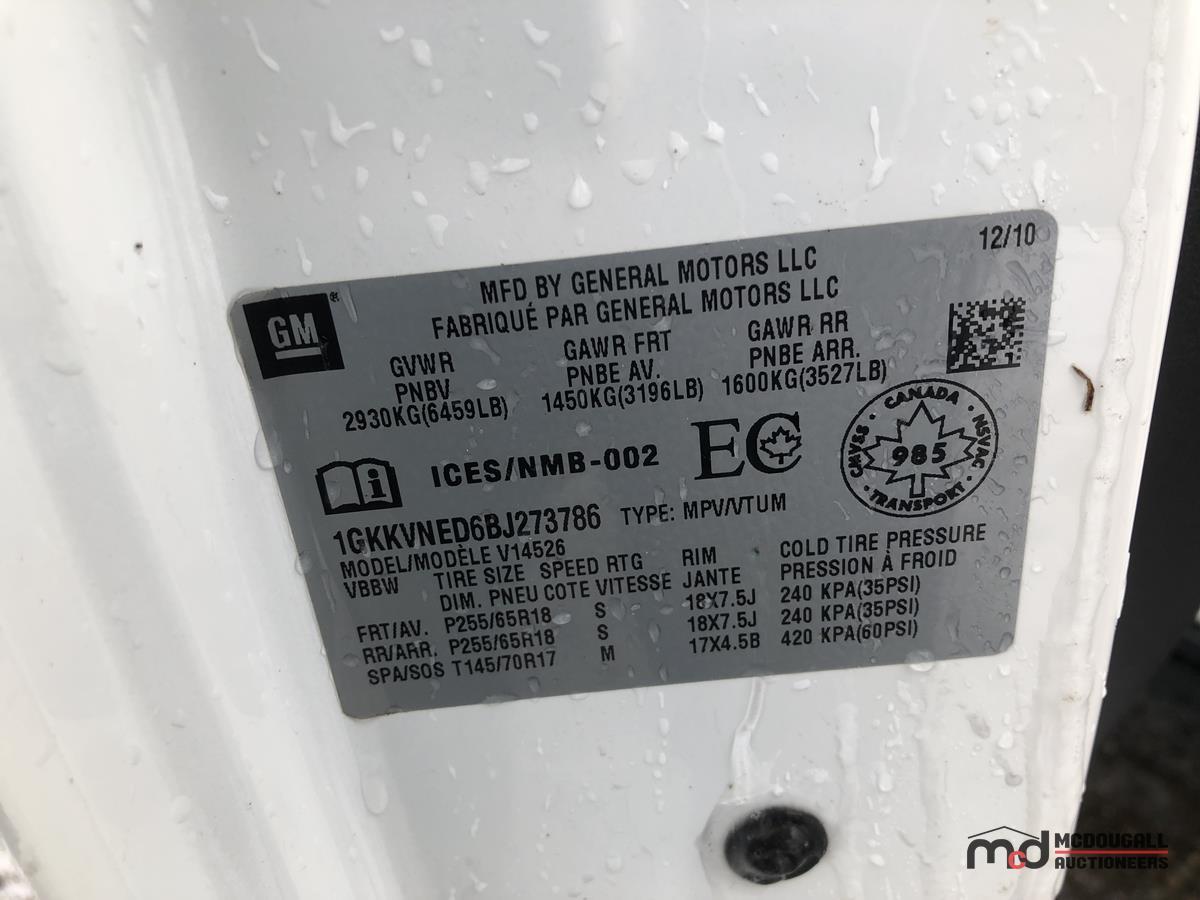 12/10
MFD BY GENERAL MOTORS LLC
FABRIQUÉ PAR GENERAL MOTORS LLC
GM ®
GVWR
PNBV
2930KG(6459LB)
GAWR FRT
PNBE AV.
1450KG(3196LB)
GAWR RR
PNBE ARR.
1600KG(3527LB)
ICES/NMB-002
EC
CANADA
CMVSS 985 NSVAC
TRANSPORT
1GKKVNED6BJ273786 TYPE: MPV/VTUM
MODEL/MODÈLE V14526
VBBW TIRE SIZE SPEED RTG RIM COLD TIRE PRESSURE
DIM. PNEU COTE VITESSE JANTE PRESSION À FROID
FRT/AV. P255/65R18 S 18X7.5J 240 KPA(35PSI)
RR/ARR. P255/65R18 S 18X7.5J 240 KPA(35PSI)
SPA/SOS T145/70R17 M 17X4.5B 420 KPA(60PSI)
mcd MCDOUGALL
AUCTIONEERS